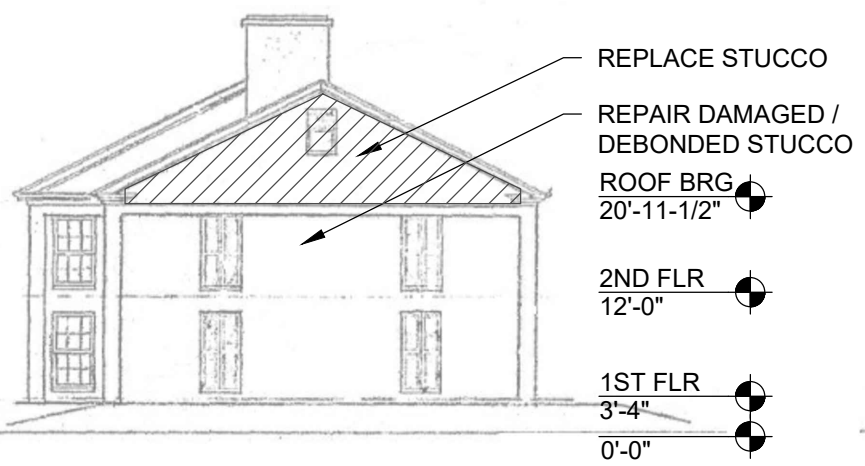 REPLACE STUCCO
REPAIR DAMAGED /
DEBONDED STUCCO
ROOF BRG
20'-11-1/2"
2ND FLR
12'-0"
1ST FLR
3'-4"
0'-0"